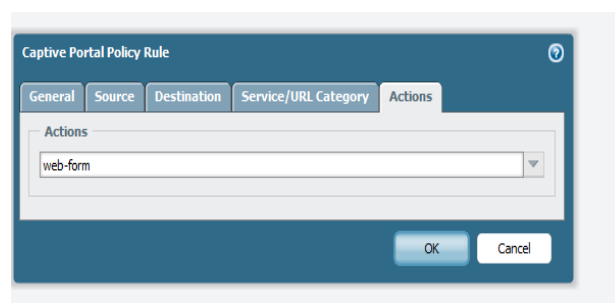 Captive Portal Policy Rule
General Source Destination Service/URL Category Actions
Actions
web-form
OK Cancel